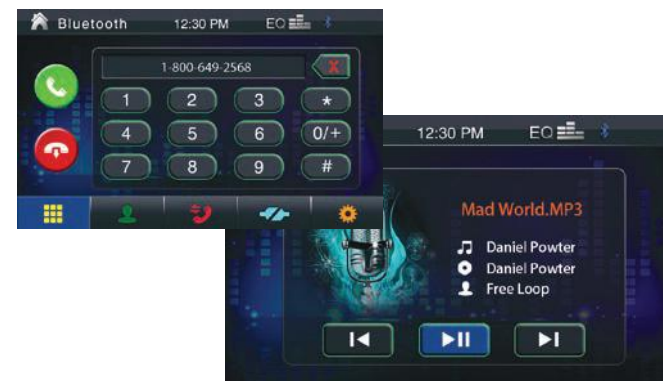 Bluetooth 12:30 PM EQ
1-800-649-2568 X
1 2 3 *
4 5 6 0/+
7 8 9 #
12:30 PM EQ
Mad World.MP3
Daniel Powter
Daniel Powter
Free Loop